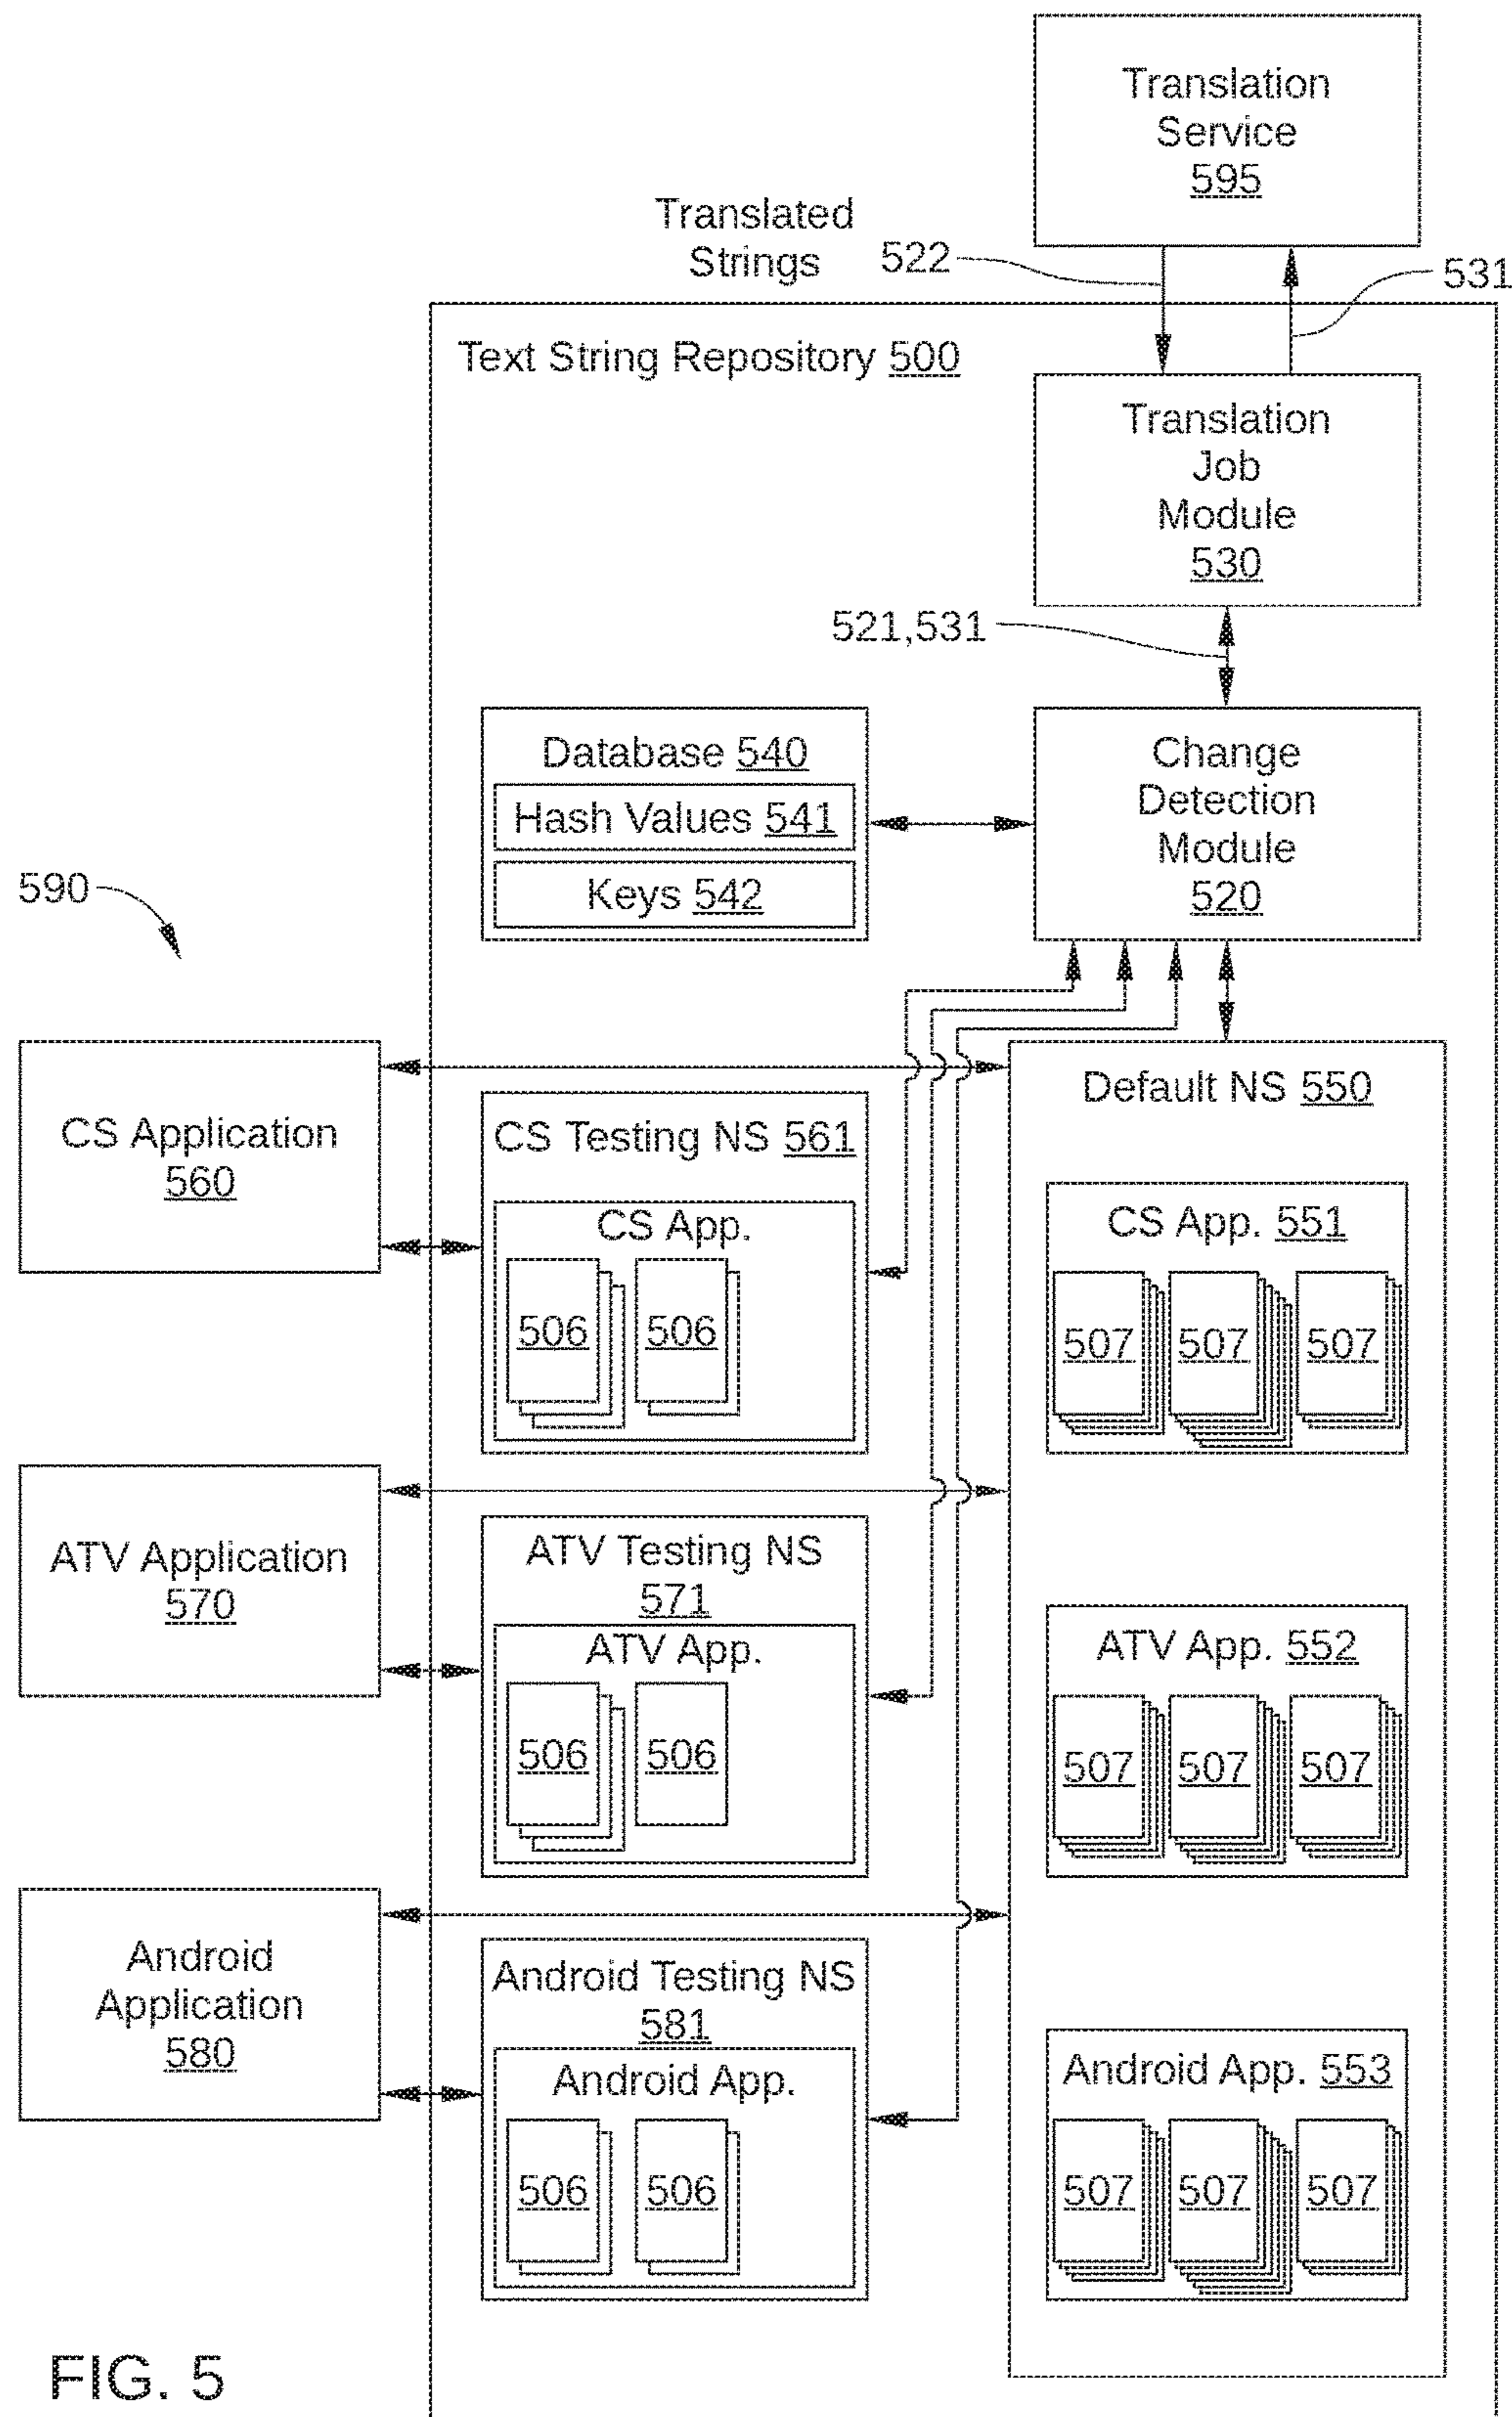 Translation
Service
595
Translated
Strings
522
531
Text String Repository 500
Translation
Job
Module
530
521,531
Database 540
Hash Values 541
Keys 542
Change
Detection
Module
520
590
CS Application
560
CS Testing NS 561
CS App.
506 506
Default NS 550
CS App. 551
507 507 507
ATV Application
570
ATV Testing NS
571
ATV App.
506 506
ATV App. 552
507 507 507
Android
Application
580
Android Testing NS
581
Android App.
506 506
Android App. 553
507 507 507
FIG. 5